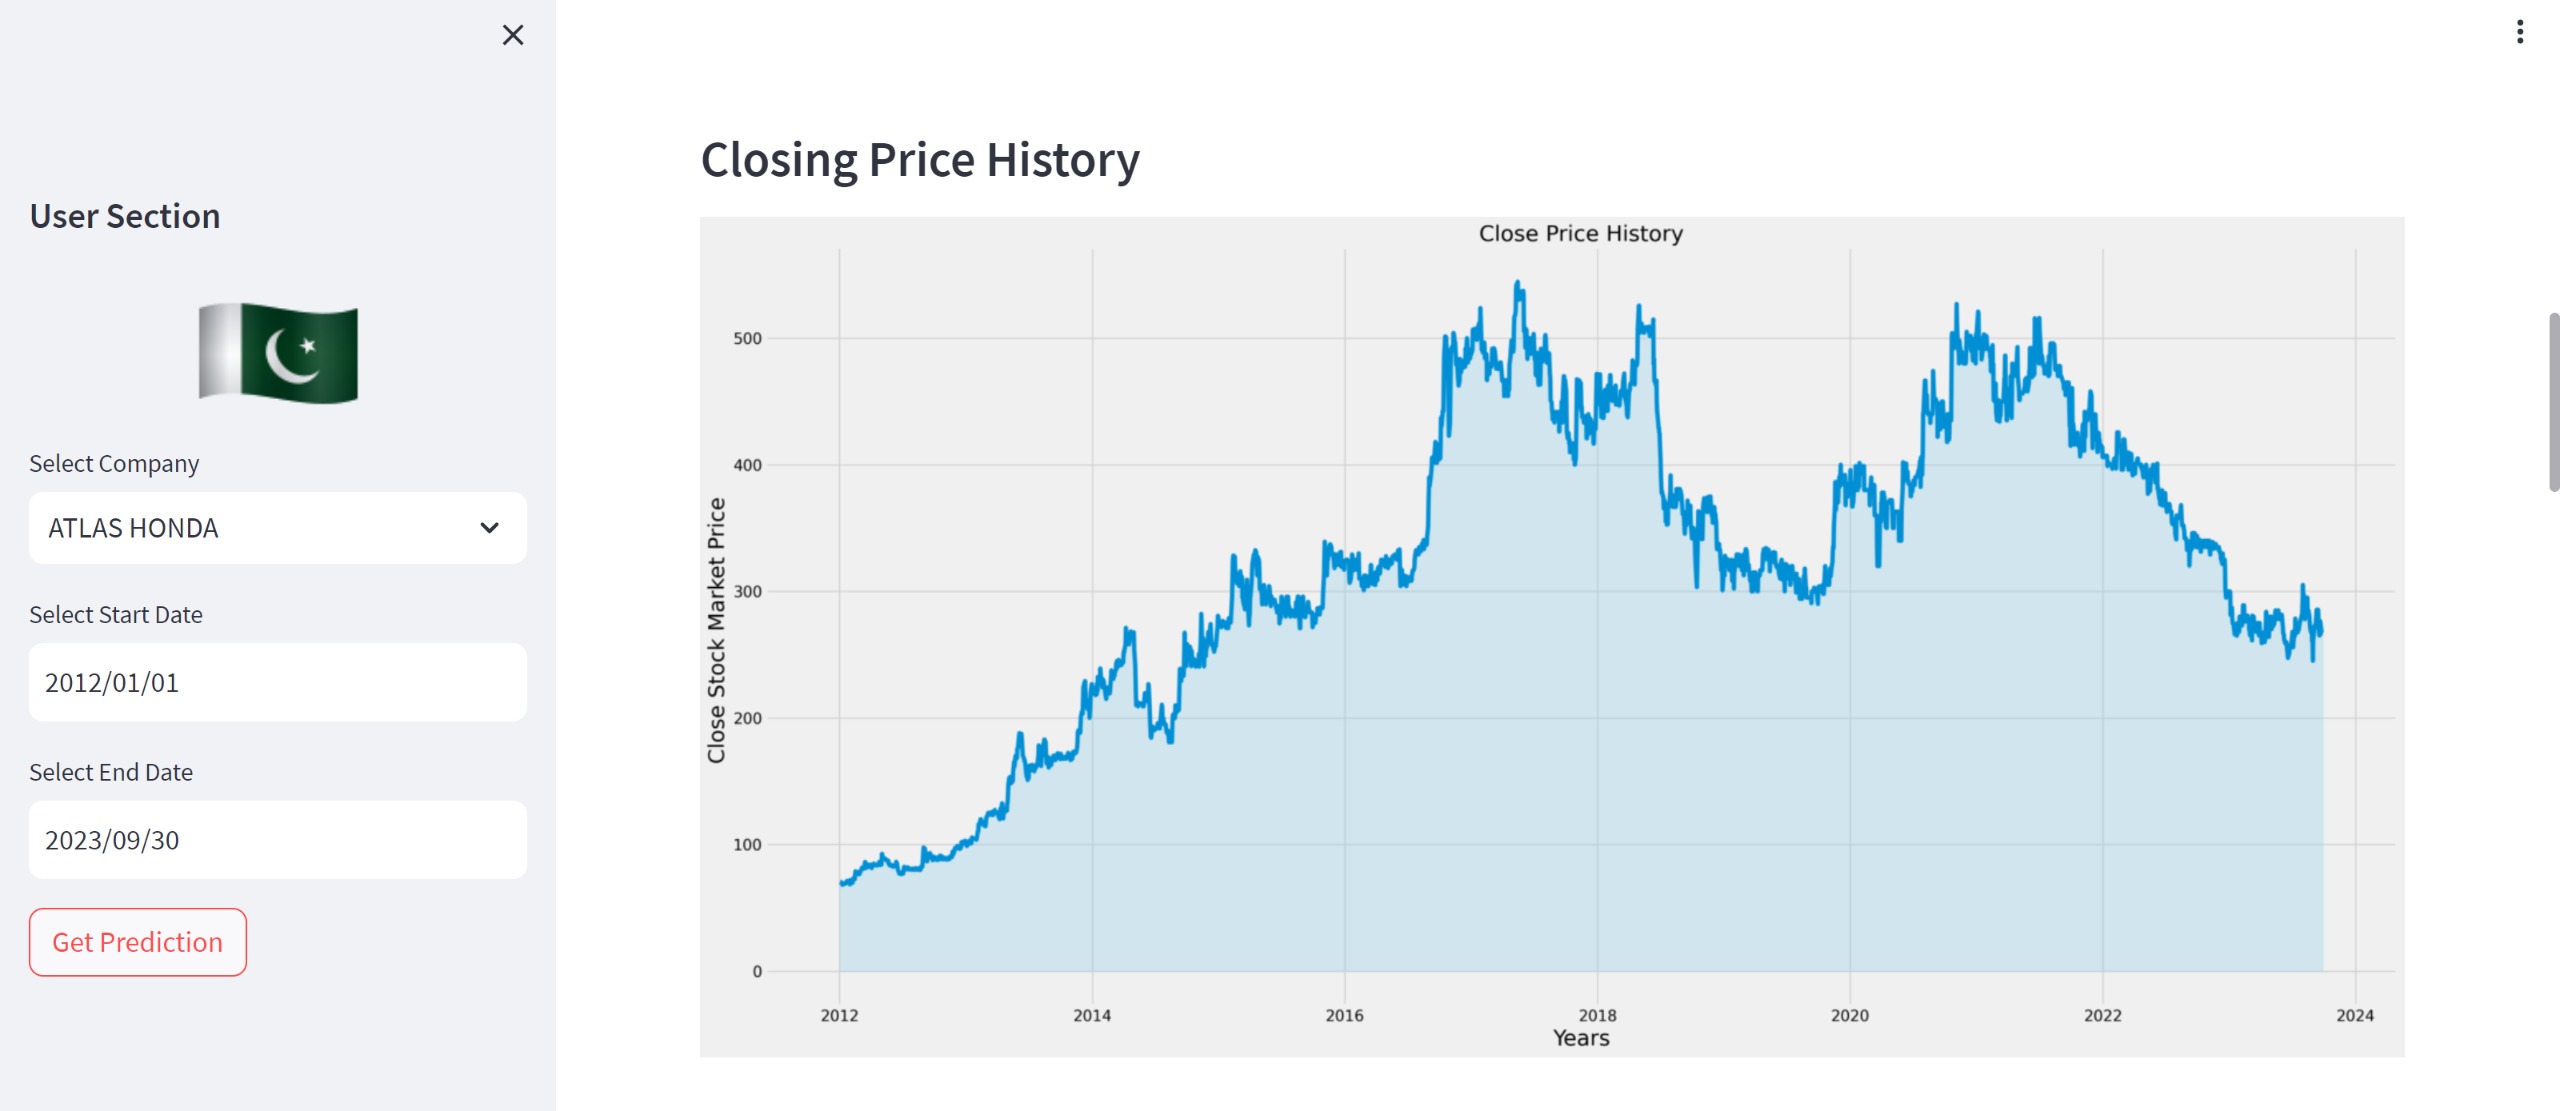 User Section
Select Company
ATLAS HONDA
Select Start Date
2012/01/01
Select End Date
2023/09/30
Get Prediction
Closing Price History
Close Price History
Close Stock Market Price
500
400
300
200
100
0
2012 2014 2016 2018 2020 2022 2024
Years